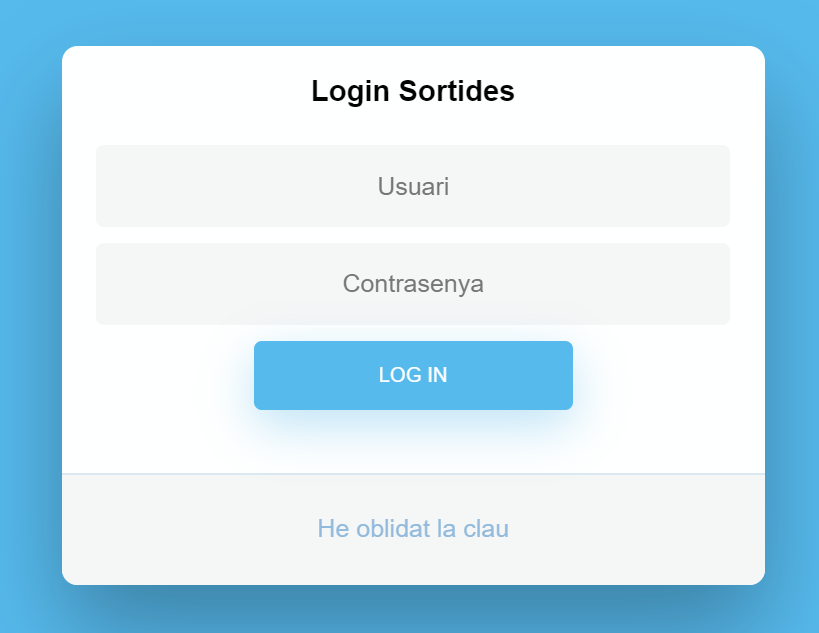 Login Sortides
Usuari
Contrasenya
LOG IN
He oblidat la clau